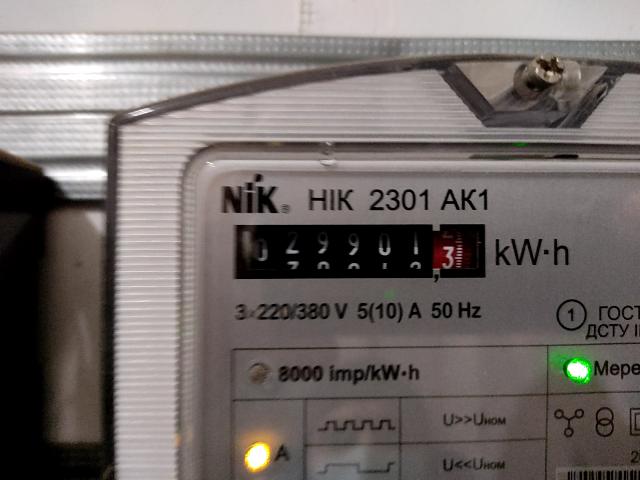 NiK® НІК 2301 АК1
029901,3 kW·h
3×220/380 V 5(10) A 50 Hz
1 ГОСТ
ДСТУ
8000 imp/kW·h
Мере
A
U>>Uном
U<<Uном